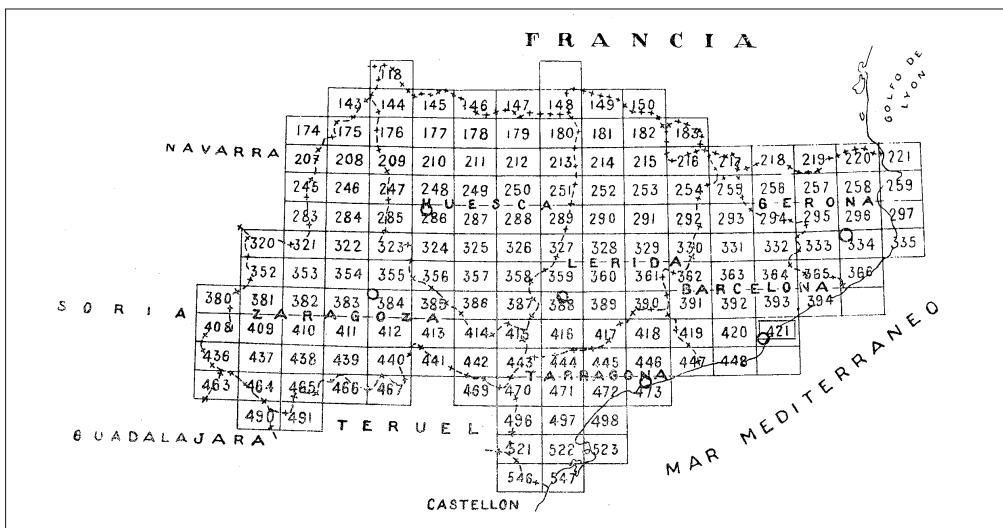 FRANCIA
GOLFO DE
LYON
118
143 144 145 146 147 148 149 150
174 175 176 177 178 179 180 181 182 183
NAVARRA
207 208 209 210 211 212 213 214 215 216 217 218 219 220 221
245 246 247 248 249 250 251 252 253 254 255 256 257 258 259
HUESCA GERONA
283 284 285 286 287 288 289 290 291 292 293 294 295 296 297
320 321 322 323 324 325 326 327 328 329 330 331 332 333 334 335
LERIDA
352 353 354 355 356 357 358 359 360 361 362 363 364 365 366
BARCELONA
380 381 382 383 384 385 386 387 388 389 390 391 392 393 394
SORIA ZARAGOZA
408 409 410 411 412 413 414 415 416 417 418 419 420 421
436 437 438 439 440 441 442 443 444 445 446 447 448
TARRAGONA
463 464 465 466 467 469 470 471 472 473
490 491 496 497 498
GUADALAJARA TERUEL
MAR MEDITERRANEO
521 522 523
546 547
CASTELLON